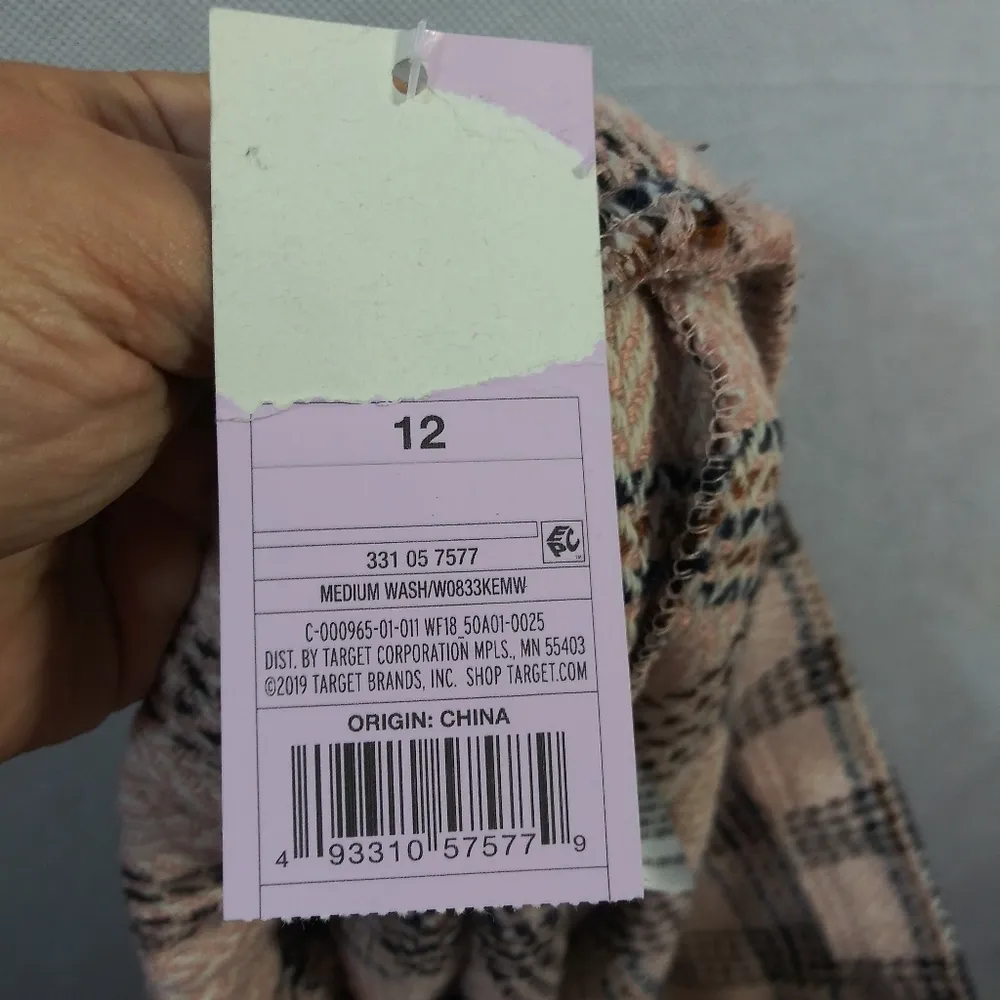 12
EPC
331 05 7577
MEDIUM WASH/W0833KEMW
C-000965-01-011 WF18_50A01-0025
DIST. BY TARGET CORPORATION MPLS., MN 55403
©2019 TARGET BRANDS, INC. SHOP TARGET.COM
ORIGIN: CHINA
4 93310 57577 9